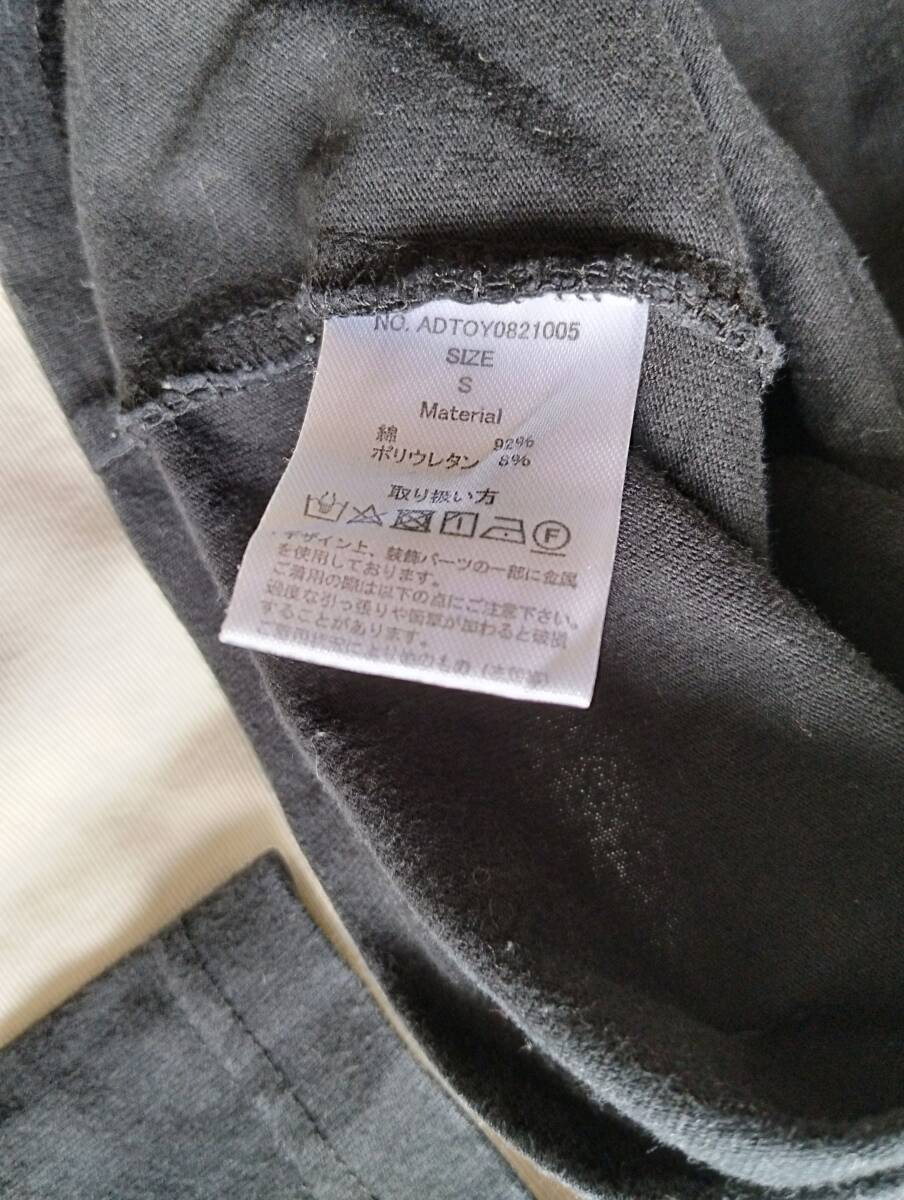 NO. ADTOY0821005
SIZE
S
Material
綿 92%
ポリウレタン 8%
取り扱い方
デザイン上、装飾パーツの一部に金属
を使用しております。
ご着用の際は以下の点にご注意下さい。
過度な引っ張りや衝撃が加わると破損
することがあります。